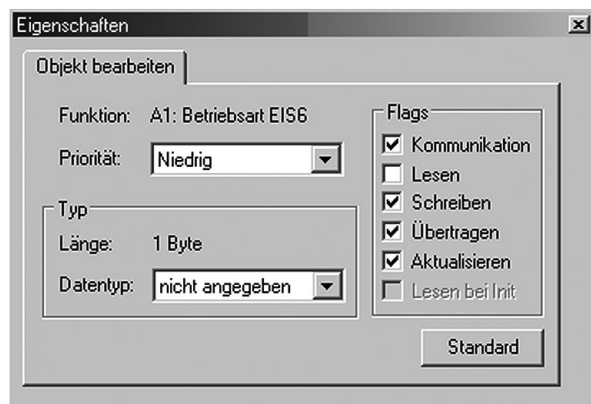 Eigenschaften
Objekt bearbeiten
Funktion: A1: Betriebsart EIS6
Priorität: Niedrig
Typ
Länge: 1 Byte
Datentyp: nicht angegeben
Flags
Kommunikation
Lesen
Schreiben
Übertragen
Aktualisieren
Lesen bei Init
Standard